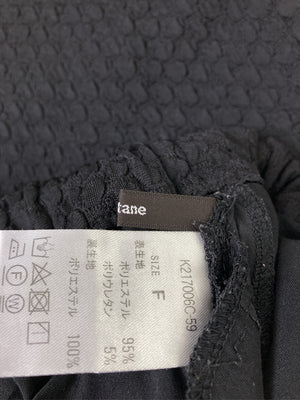 tane
K217006C-59
SIZE F
表生地
ポリエステル 95%
ポリウレタン 5%
裏生地
ポリエステル 100%